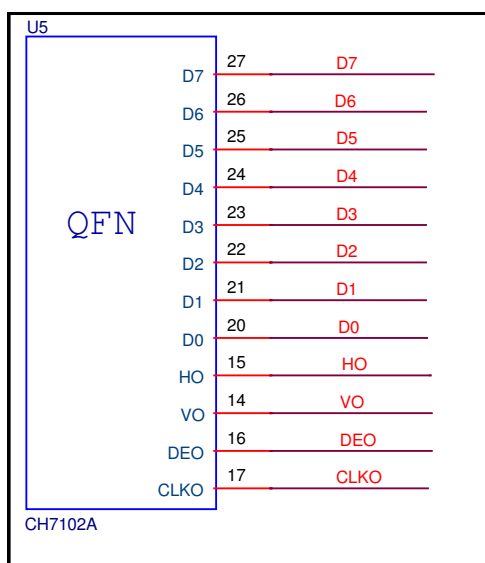 U5
27 D7
D7
26 D6
D6
25 D5
D5
24 D4
D4
QFN
23 D3
D3
22 D2
D2
21 D1
D1
20 D0
D0
15 HO
HO
14 VO
VO
16 DEO
DEO
17 CLKO
CLKO
CH7102A